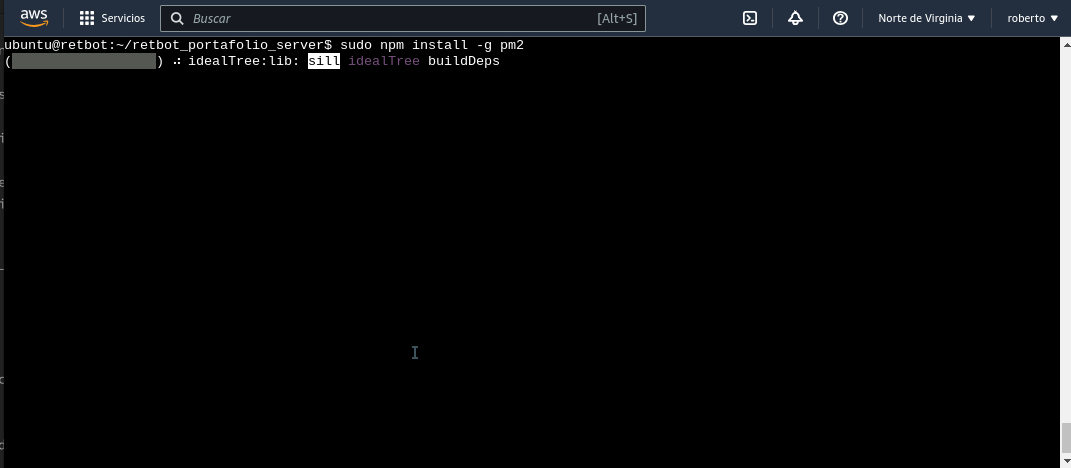 aws Servicios Buscar [Alt+S] Norte de Virginia roberto
ubuntu@retbot:~/retbot_portafolio_server$ sudo npm install -g pm2
( ) ⠴ idealTree:lib: sill idealTree buildDeps